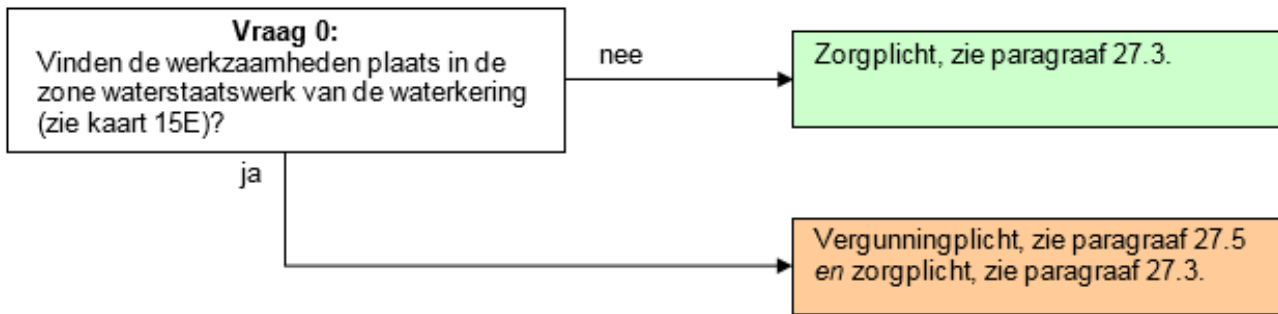 Vraag 0:
Vinden de werkzaamheden plaats in de
zone waterstaatswerk van de waterkering
(zie kaart 15E)?
nee
Zorgplicht, zie paragraaf 27.3.
ja
Vergunningplicht, zie paragraaf 27.5
en zorgplicht, zie paragraaf 27.3.